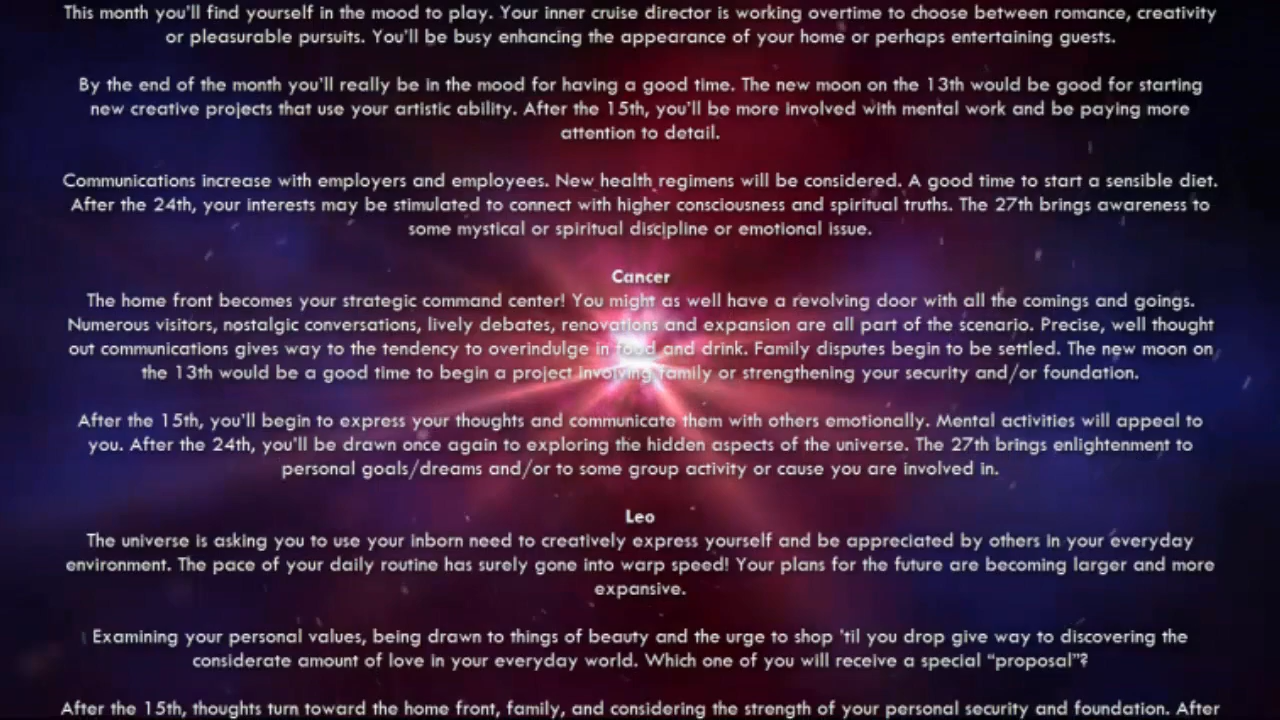 This month you'll find yourself in the mood to play. Your inner cruise director is working overtime to choose between romance, creativity
or pleasurable pursuits. You'll be busy enhancing the appearance of your home or perhaps entertaining guests.
By the end of the month you'll really be in the mood for having a good time. The new moon on the 13th would be good for starting
new creative projects that use your artistic ability. After the 15th, you'll be more involved with mental work and be paying more
attention to detail.
Communications increase with employers and employees. New health regimens will be considered. A good time to start a sensible diet.
After the 24th, your interests may be stimulated to connect with higher consciousness and spiritual truths. The 27th brings awareness to
some mystical or spiritual discipline or emotional issue.
Cancer
The home front becomes your strategic command center! You might as well have a revolving door with all the comings and goings.
Numerous visitors, nostalgic conversations, lively debates, renovations and expansion are all part of the scenario. Precise, well thought
out communications gives way to the tendency to overindulge in food and drink. Family disputes begin to be settled. The new moon on
the 13th would be a good time to begin a project involving family or strengthening your security and/or foundation.
After the 15th, you'll begin to express your thoughts and communicate them with others emotionally. Mental activities will appeal to
you. After the 24th, you'll be drawn once again to exploring the hidden aspects of the universe. The 27th brings enlightenment to
personal goals/dreams and/or to some group activity or cause you are involved in.
Leo
The universe is asking you to use your inborn need to creatively express yourself and be appreciated by others in your everyday
environment. The pace of your daily routine has surely gone into warp speed! Your plans for the future are becoming larger and more
expansive.
Examining your personal values, being drawn to things of beauty and the urge to shop 'til you drop give way to discovering the
considerate amount of love in your everyday world. Which one of you will receive a special “proposal”?
After the 15th, thoughts turn toward the home front, family, and considering the strength of your personal security and foundation. After